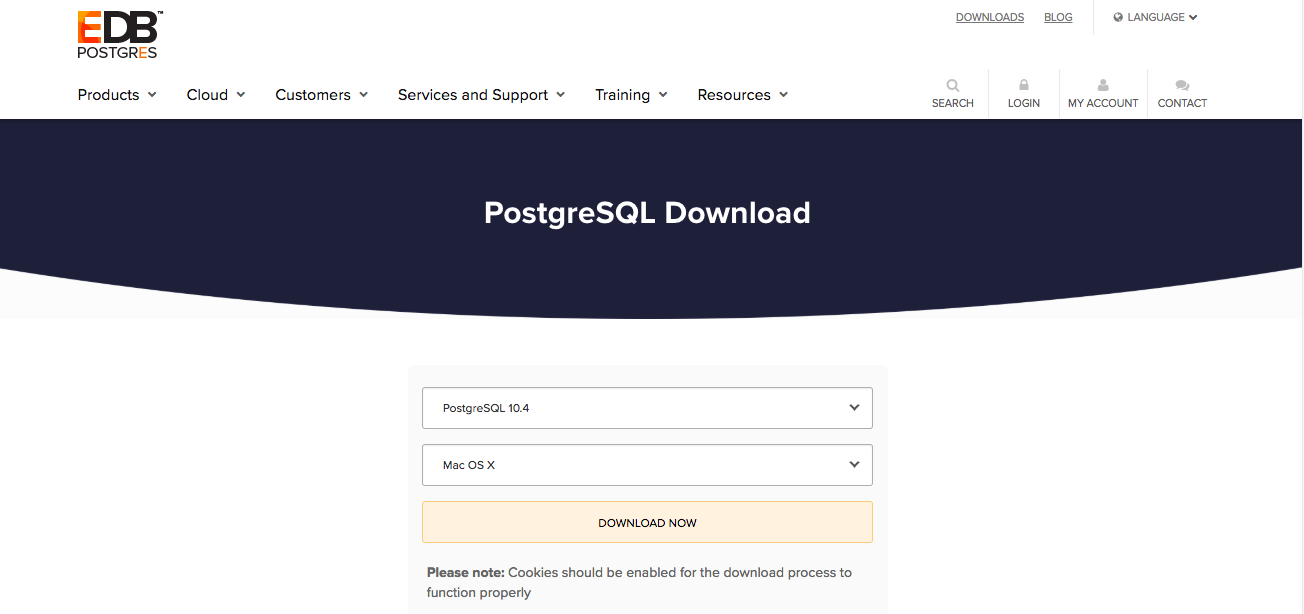 EDB™
POSTGRES
DOWNLOADS BLOG LANGUAGE
Products Cloud Customers Services and Support Training Resources
SEARCH LOGIN MY ACCOUNT CONTACT
PostgreSQL Download
PostgreSQL 10.4
Mac OS X
DOWNLOAD NOW
Please note: Cookies should be enabled for the download process to
function properly